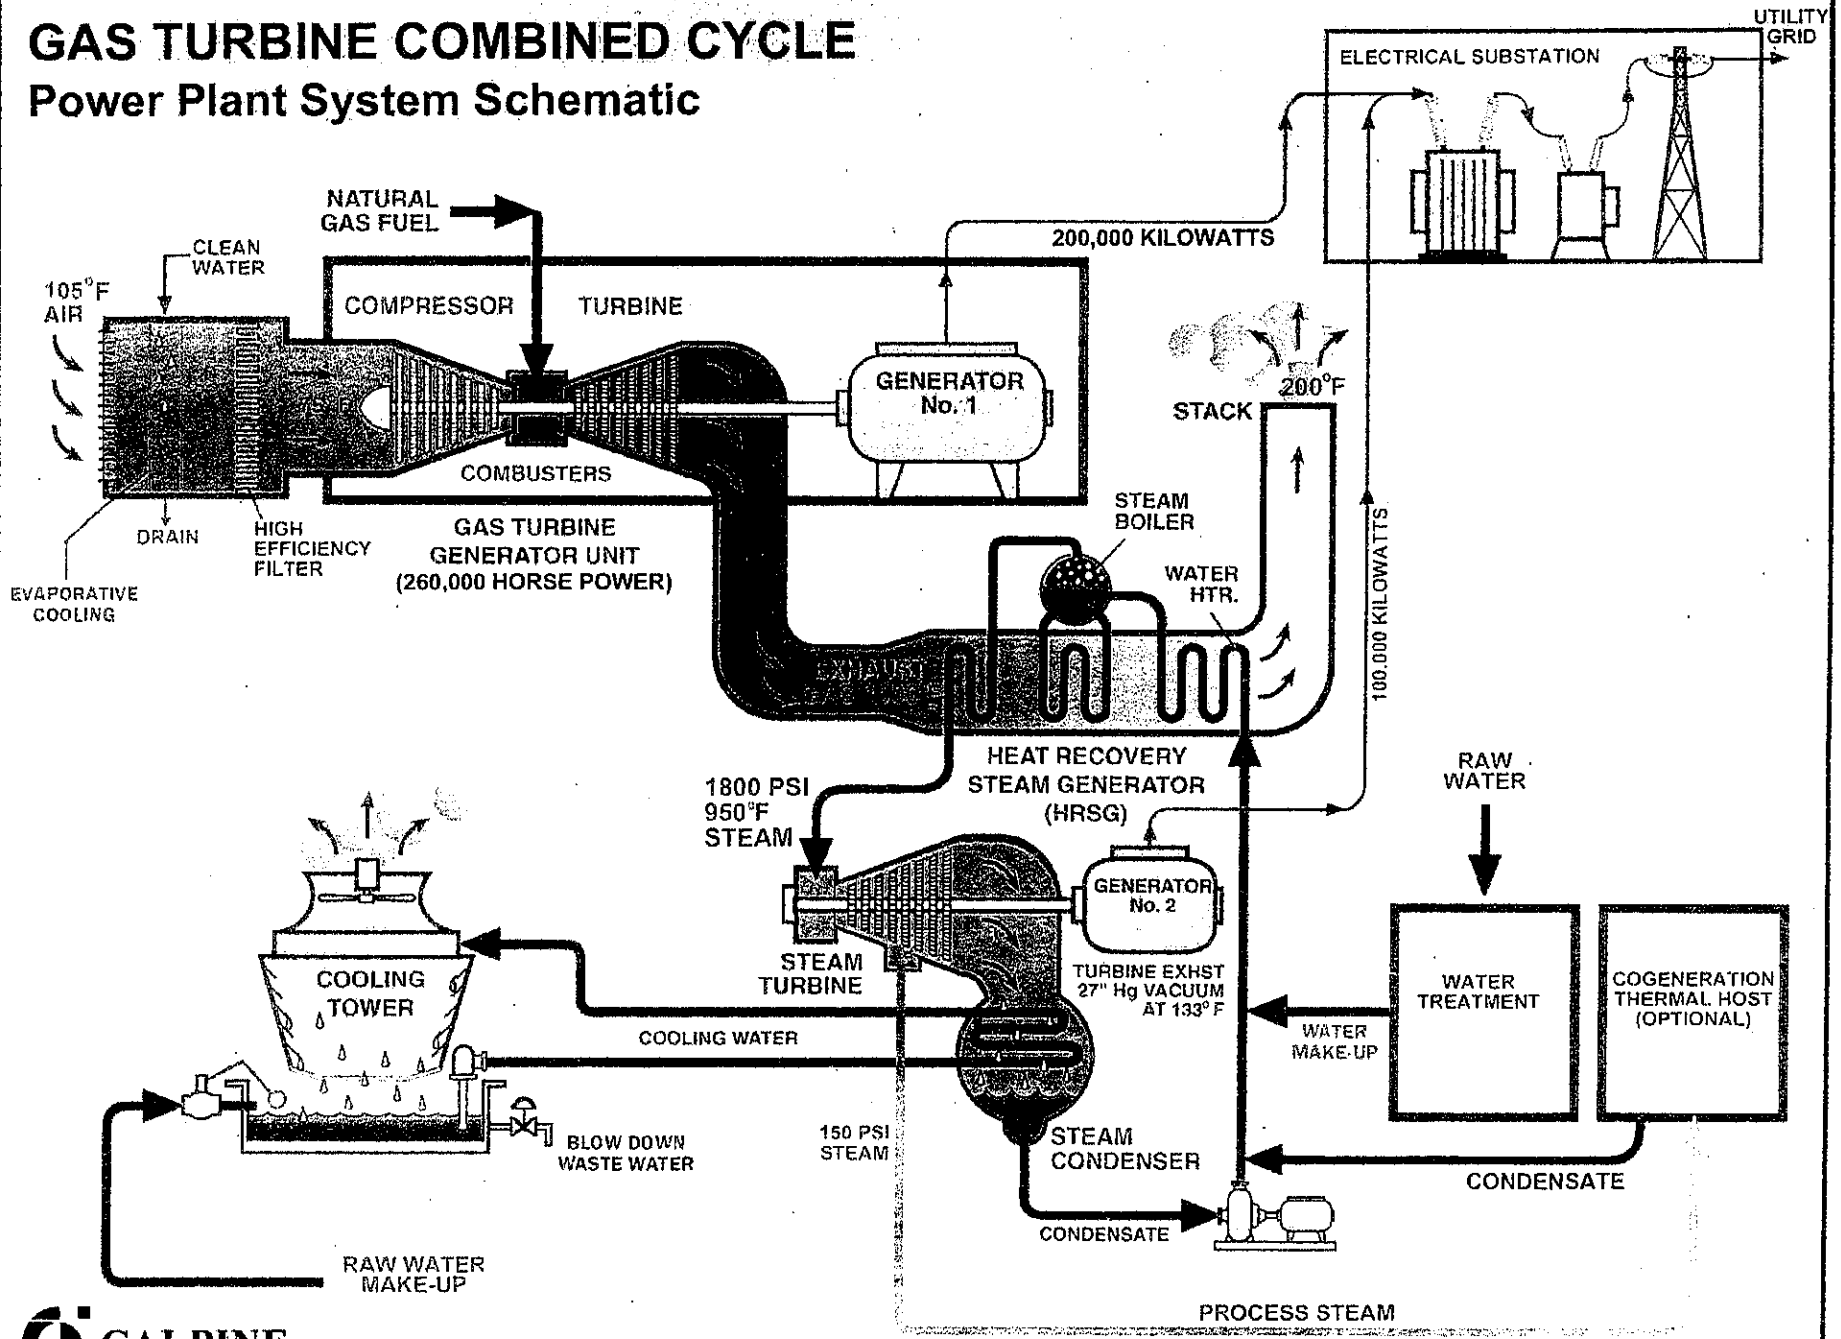 GAS TURBINE COMBINED CYCLE
Power Plant System Schematic
UTILITY
GRID
ELECTRICAL SUBSTATION
NATURAL
GAS FUEL
200,000 KILOWATTS
CLEAN
WATER
105°F
AIR
COMPRESSOR
TURBINE
GENERATOR
No. 1
200°F
STACK
COMBUSTERS
DRAIN
HIGH
EFFICIENCY
FILTER
GAS TURBINE
GENERATOR UNIT
(260,000 HORSE POWER)
EVAPORATIVE
COOLING
STEAM
BOILER
WATER
HTR.
100.000 KILOWATTS
EXHAUST
HEAT RECOVERY
STEAM GENERATOR
(HRSG)
1800 PSI
950°F
STEAM
RAW
WATER
GENERATOR
No. 2
STEAM
TURBINE
TURBINE EXHST
27" Hg VACUUM
AT 133° F
COOLING
TOWER
WATER
TREATMENT
COGENERATION
THERMAL HOST
(OPTIONAL)
COOLING WATER
WATER
MAKE-UP
BLOW DOWN
WASTE WATER
150 PSI
STEAM
STEAM
CONDENSER
CONDENSATE
CONDENSATE
RAW WATER
MAKE-UP
PROCESS STEAM
CALPINE